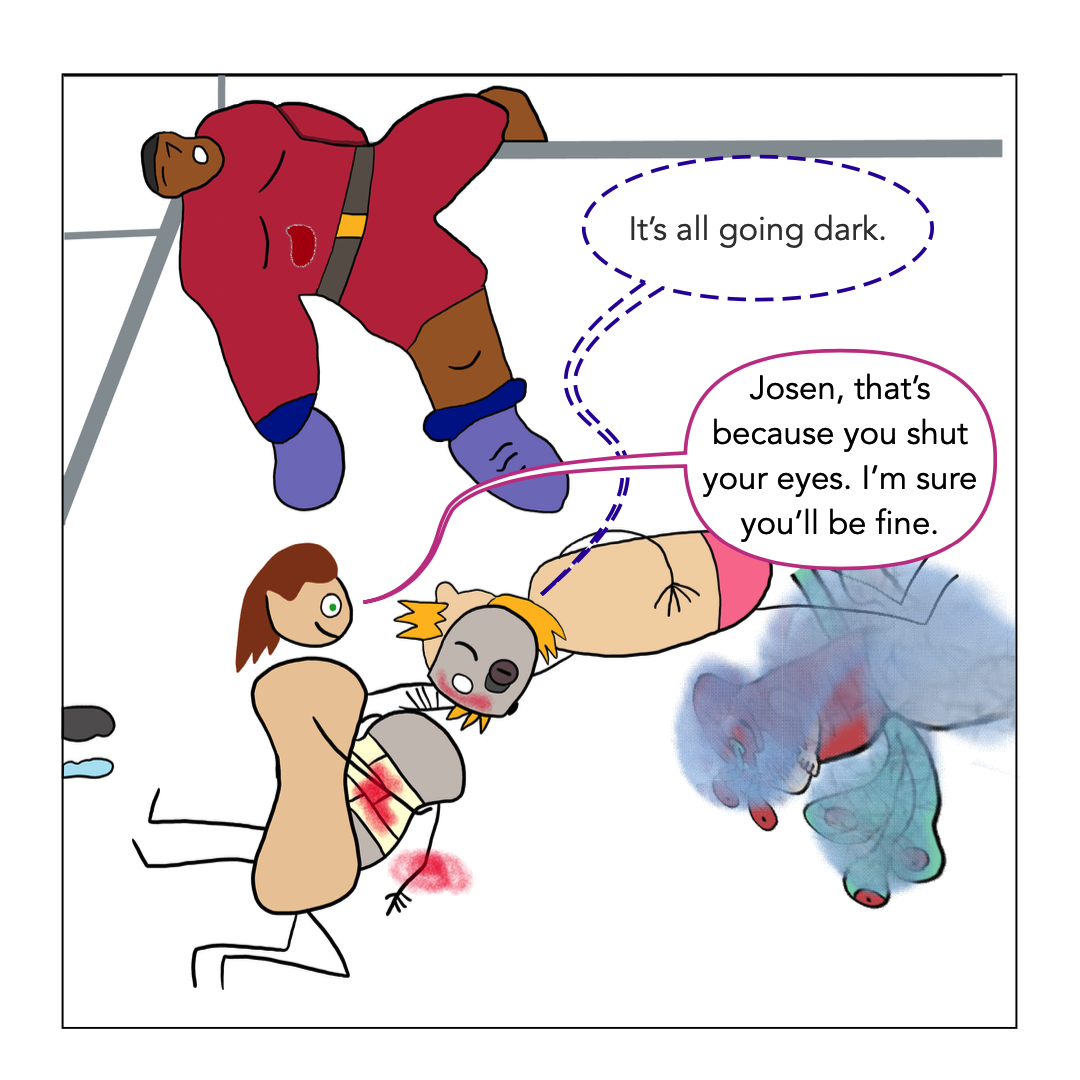 It's all going dark.
Josen, that's
because you shut
your eyes. I'm sure
you'll be fine.